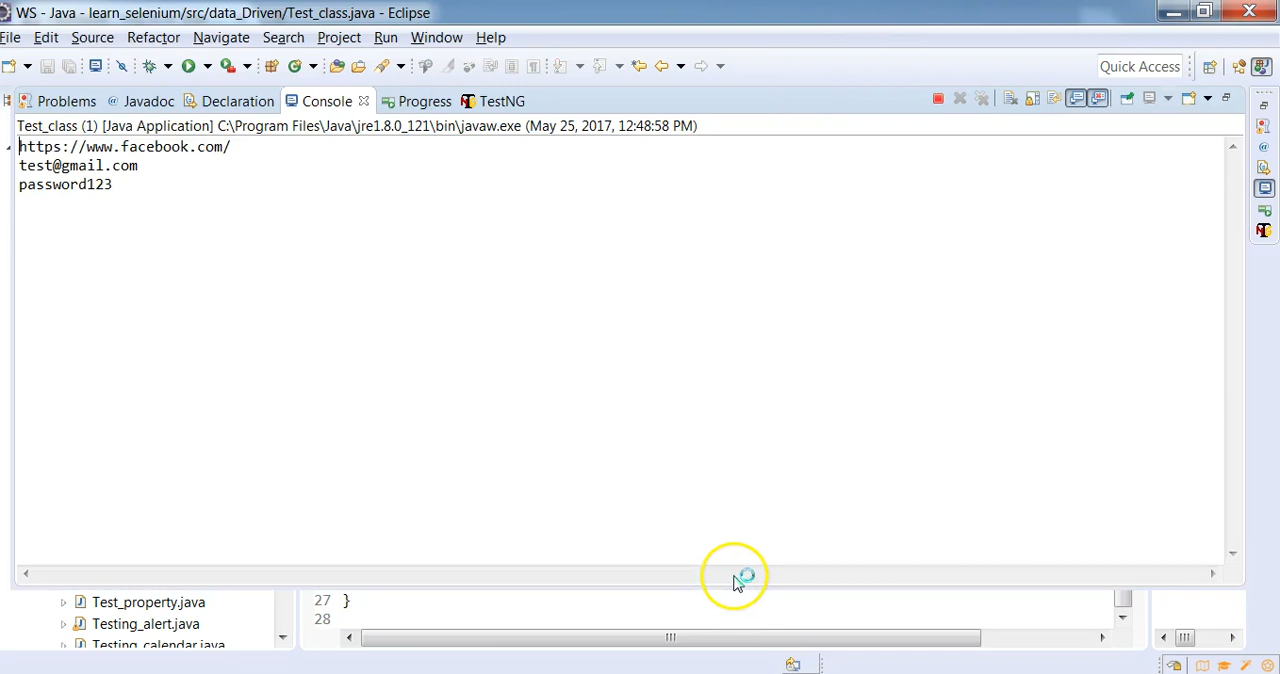 WS - Java - learn_selenium/src/data_Driven/Test_class.java - Eclipse
File Edit Source Refactor Navigate Search Project Run Window Help
Quick Access
Problems @ Javadoc Declaration Console Progress TestNG
Test_class (1) [Java Application] C:\Program Files\Java\jre1.8.0_121\bin\javaw.exe (May 25, 2017, 12:48:58 PM)
https://www.facebook.com/
test@gmail.com
password123
Test_property.java
27 }
Testing_alert.java
28
Testing_calendar.java